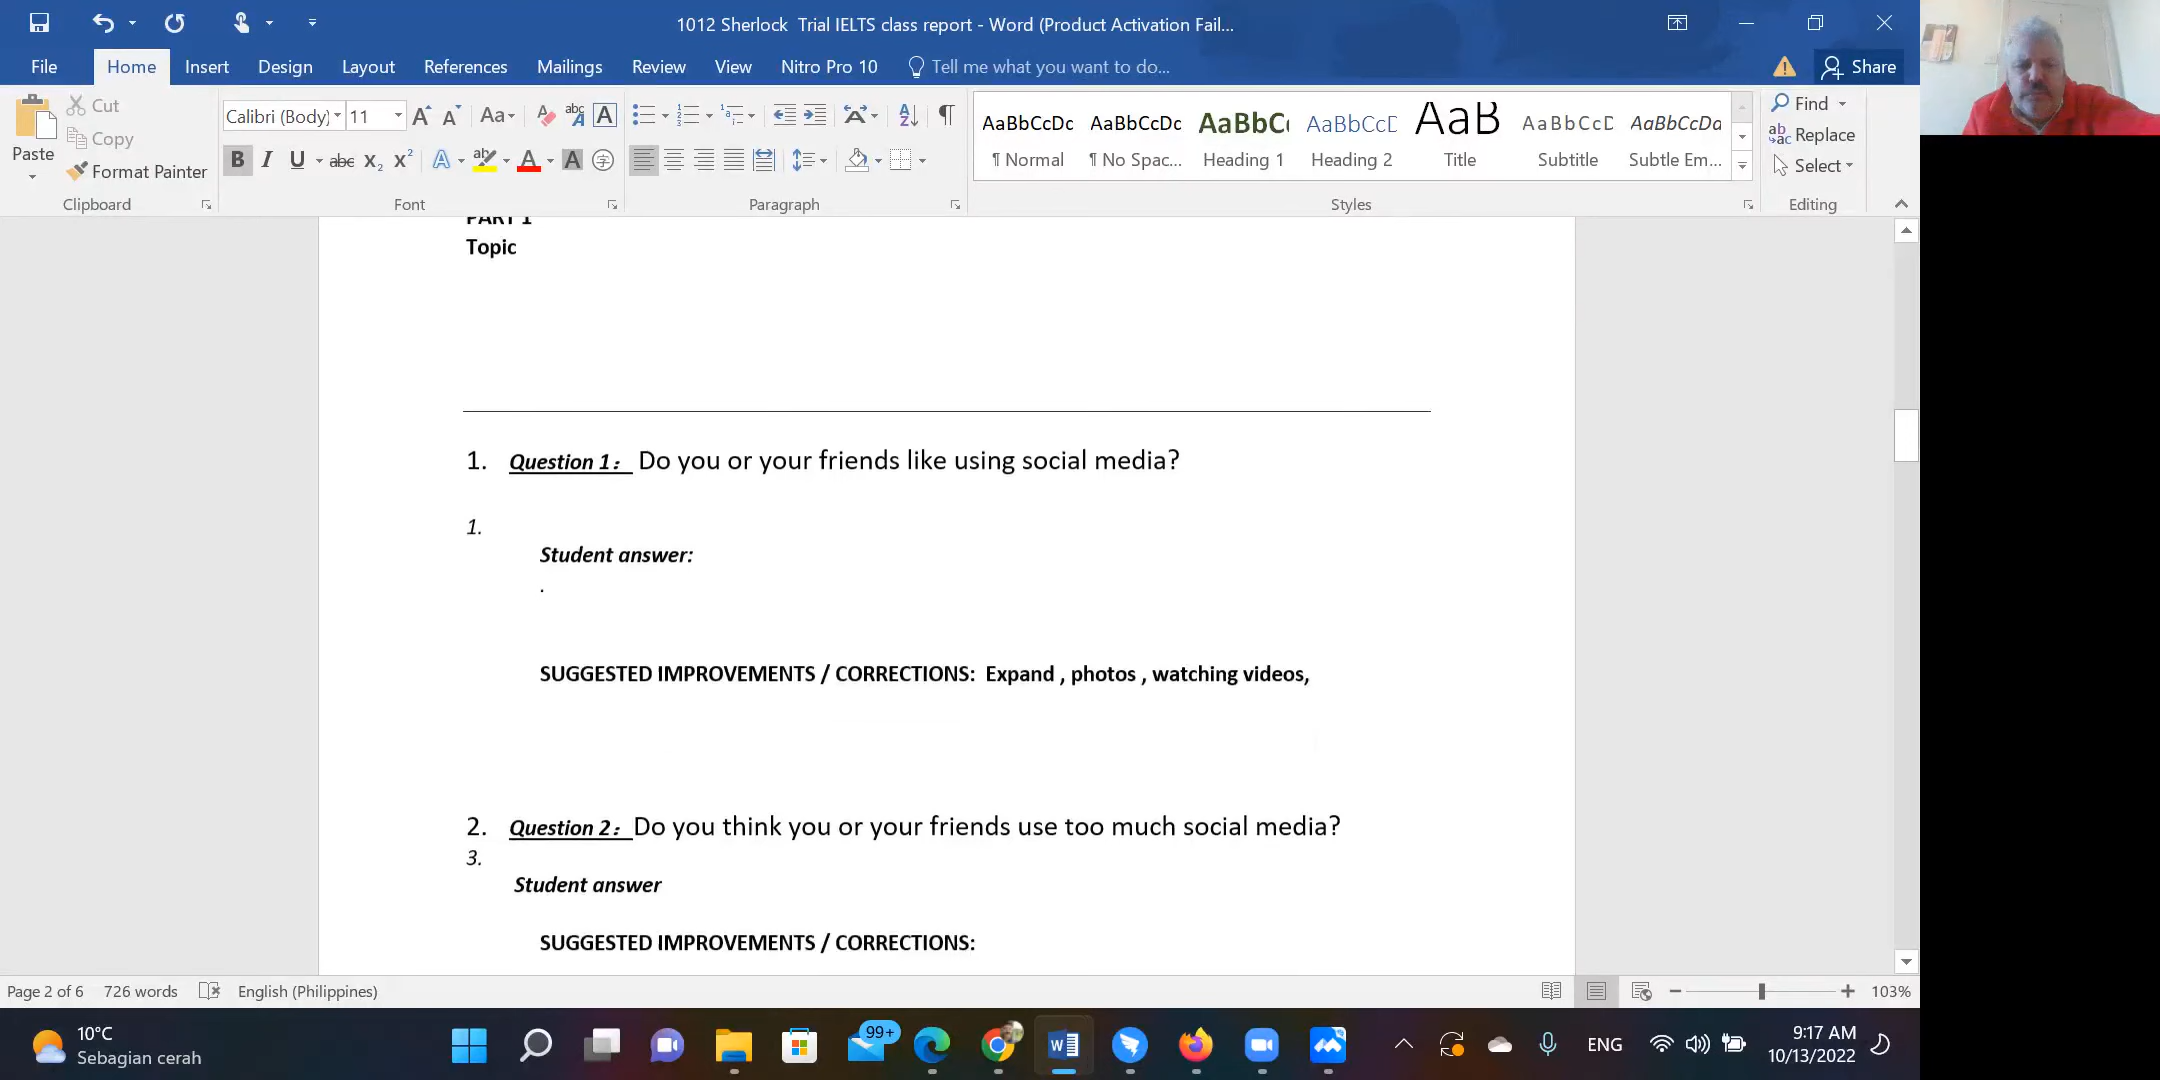 1012 Sherlock  Trial IELTS class report - Word (Product Activation Fail...
File Home Insert Design Layout References Mailings Review View Nitro Pro 10 Tell me what you want to do... Share
Paste
Cut
Copy
Format Painter
Clipboard
Calibri (Body) 11
Font
Paragraph
AaBbCcDc AaBbCcDc AaBbC AaBbCcD AaB AaBbCcD AaBbCcDa
¶ Normal ¶ No Spac... Heading 1 Heading 2 Title Subtitle Subtle Em...
Styles
Find
Replace
Select
Editing
PART 1
Topic
1. Question 1: Do you or your friends like using social media?
1.
Student answer:
.
SUGGESTED IMPROVEMENTS / CORRECTIONS:  Expand , photos , watching videos,
2. Question 2: Do you think you or your friends use too much social media?
3.
Student answer
SUGGESTED IMPROVEMENTS / CORRECTIONS:
Page 2 of 6 726 words English (Philippines) 103%
10°C
Sebagian cerah
99+
ENG
9:17 AM
10/13/2022